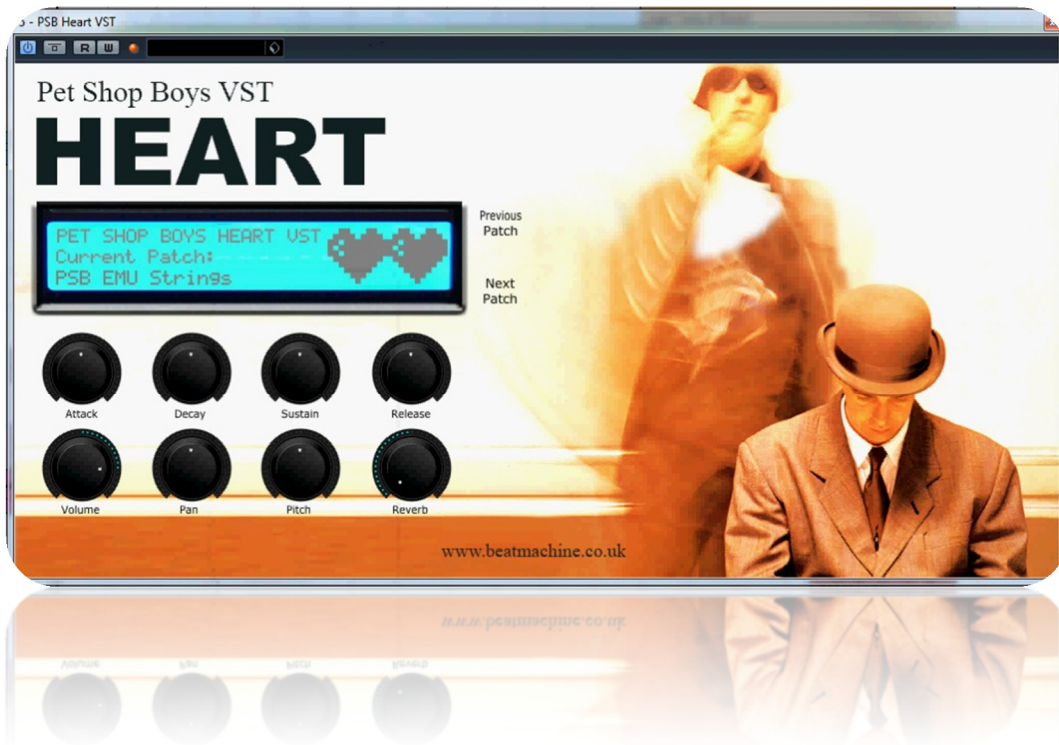 - PSB Heart VST
R W
Pet Shop Boys VST
HEART
PET SHOP BOYS HEART VST
Current Patch:
PSB EMU Strings
Previous
Patch
Next
Patch
Attack Decay Sustain Release
Volume Pan Pitch Reverb
www.beatmachine.co.uk